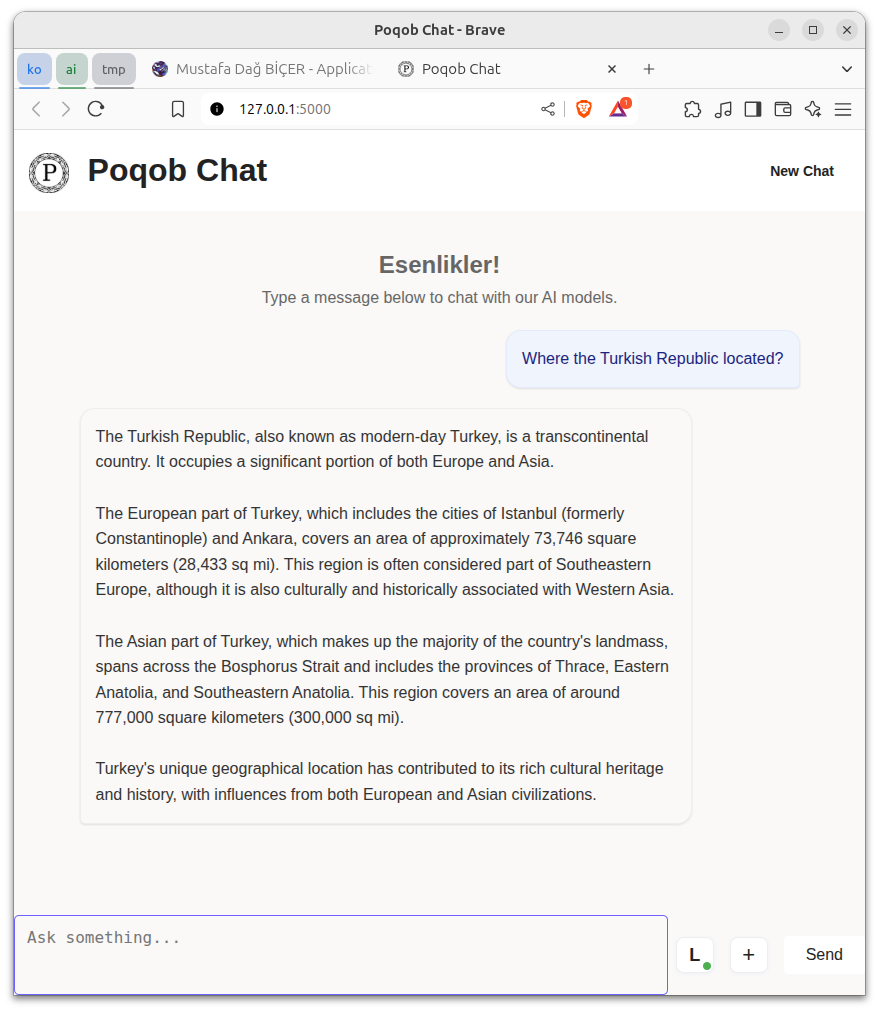 Poqob Chat - Brave
ko ai tmp Mustafa Dağ BİÇER - Applicat Poqob Chat
127.0.0.1:5000
1
P Poqob Chat
New Chat
Esenlikler!
Type a message below to chat with our AI models.
Where the Turkish Republic located?
The Turkish Republic, also known as modern-day Turkey, is a transcontinental
country. It occupies a significant portion of both Europe and Asia.
The European part of Turkey, which includes the cities of Istanbul (formerly
Constantinople) and Ankara, covers an area of approximately 73,746 square
kilometers (28,433 sq mi). This region is often considered part of Southeastern
Europe, although it is also culturally and historically associated with Western Asia.
The Asian part of Turkey, which makes up the majority of the country's landmass,
spans across the Bosphorus Strait and includes the provinces of Thrace, Eastern
Anatolia, and Southeastern Anatolia. This region covers an area of around
777,000 square kilometers (300,000 sq mi).
Turkey's unique geographical location has contributed to its rich cultural heritage
and history, with influences from both European and Asian civilizations.
Ask something...
L + Send